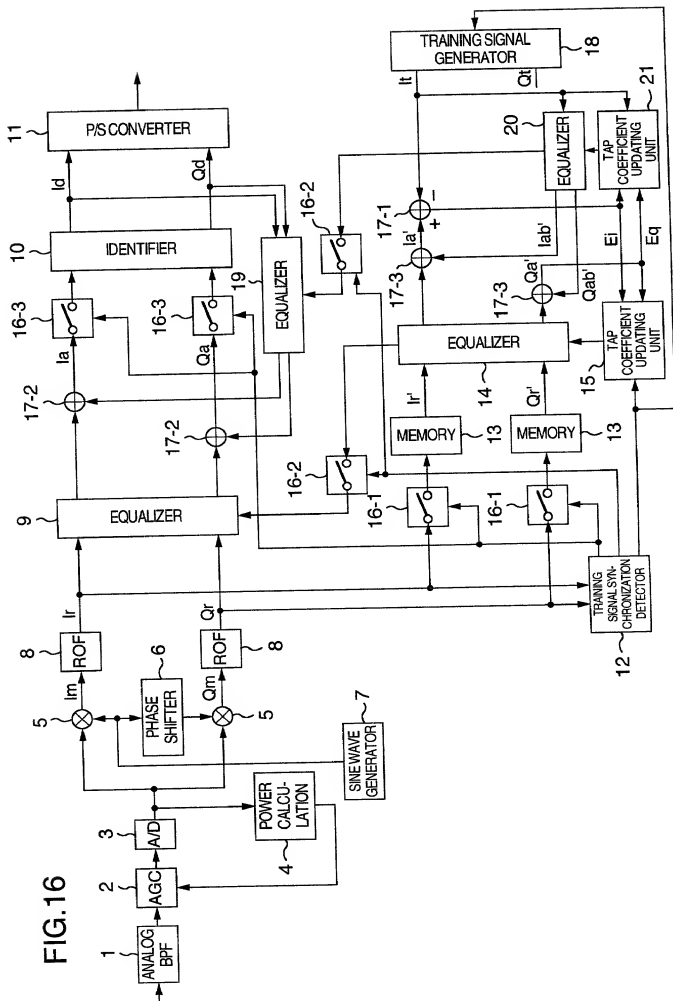 FIG.16
1
ANALOG
BPF
2
AGC
3
A/D
POWER
CALCU-
LATION
4
5
5
PHASE
SHIFTER
6
SINE WAVE
GENERATOR
7
Im
Qm
8
ROF
ROF
8
Ir
Qr
9
EQUALIZER
17-2
17-2
Ia
Qa
16-3
16-3
10
IDENTIFIER
Id
Qd
11
P/S CONVERTER
19
EQUALIZER
16-2
16-2
16-1
16-1
TRAINING
SIGNAL SYN-
CHRONIZATION
DETECTOR
12
MEMORY
13
MEMORY
13
Ir'
Qr'
EQUALIZER
14
17-3
17-3
Ia'
Qa'
17-1
+
−
Iab'
Qab'
15
TAP
COEFFICIENT
UPDATING
UNIT
Ei
Eq
20
EQUALIZER
TAP
COEFFICIENT
UPDATING
UNIT
21
It
Qt
TRAINING SIGNAL
GENERATOR
18